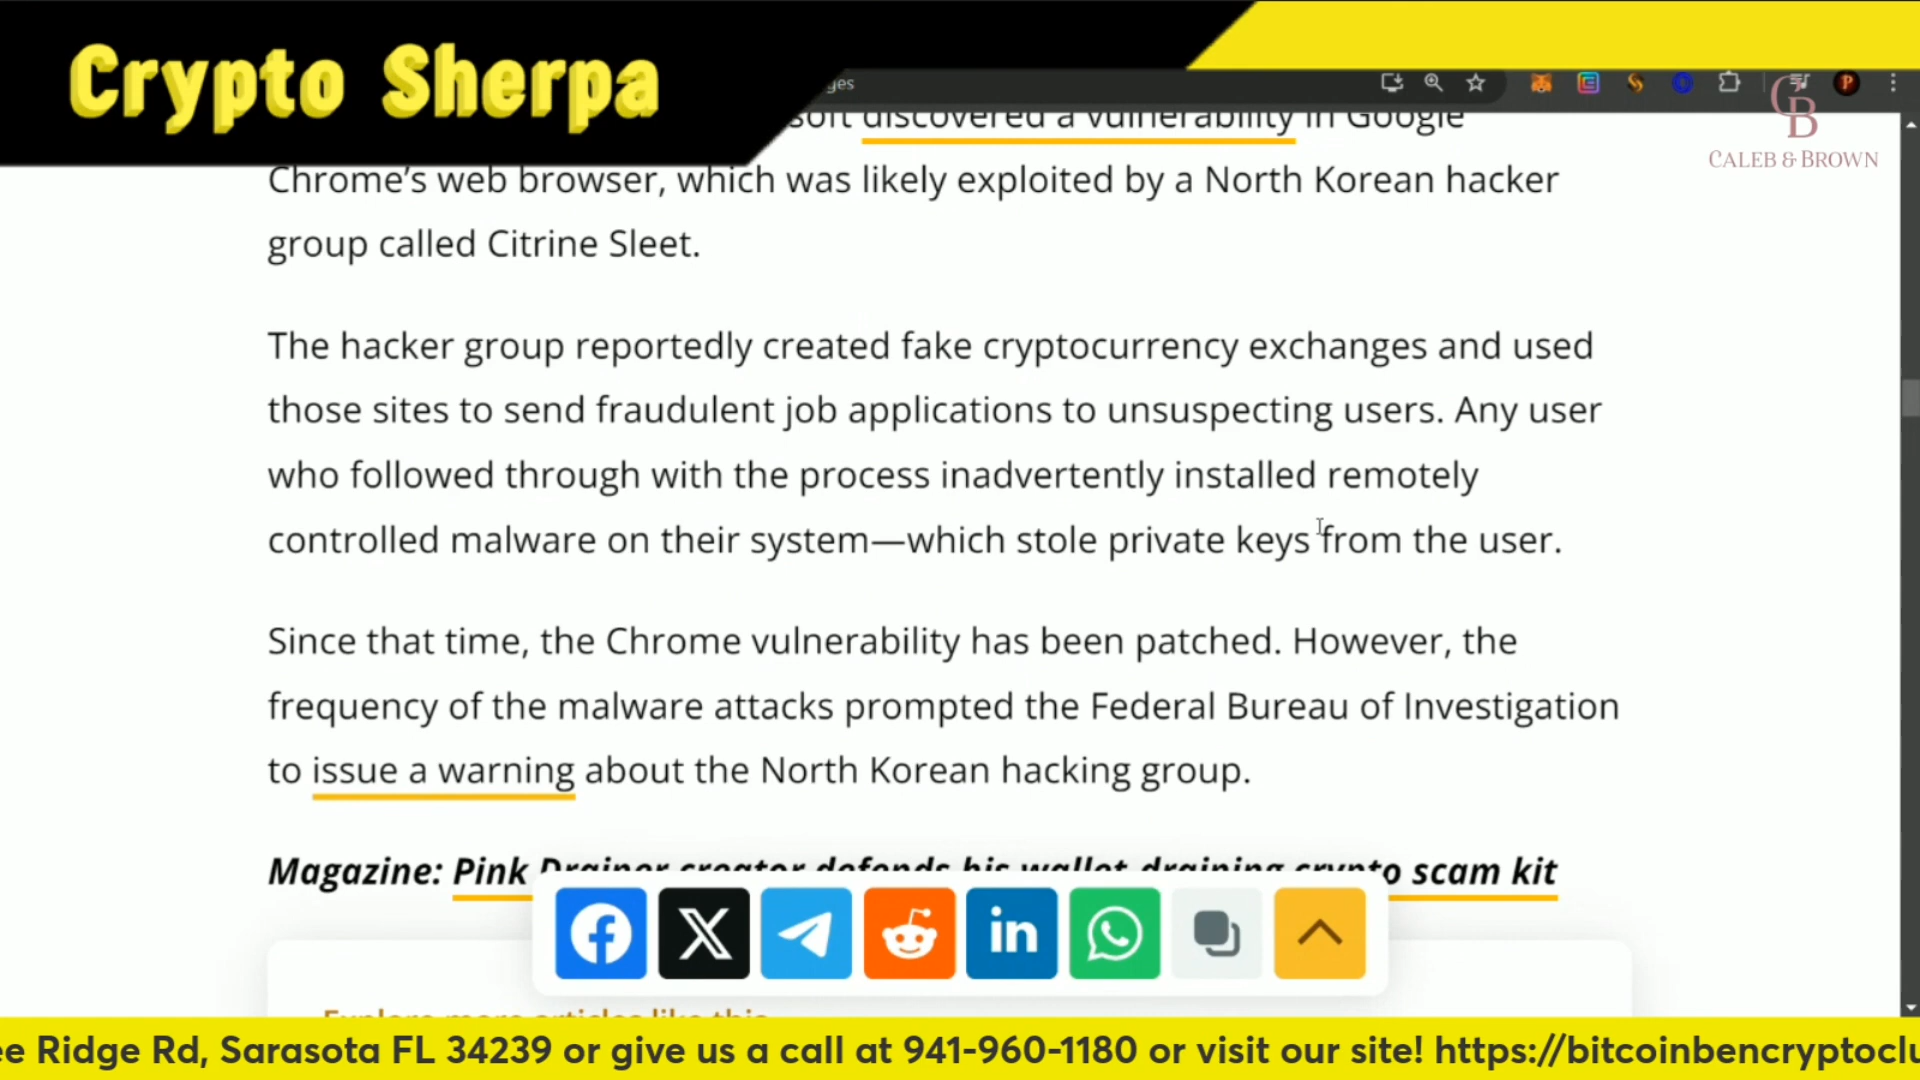 Crypto Sherpa
ges
CB
CALEB & BROWN
soft discovered a vulnerability in Google
Chrome’s web browser, which was likely exploited by a North Korean hacker
group called Citrine Sleet.
The hacker group reportedly created fake cryptocurrency exchanges and used
those sites to send fraudulent job applications to unsuspecting users. Any user
who followed through with the process inadvertently installed remotely
controlled malware on their system—which stole private keys from the user.
Since that time, the Chrome vulnerability has been patched. However, the
frequency of the malware attacks prompted the Federal Bureau of Investigation
to issue a warning about the North Korean hacking group.
Magazine: Pink Drainer creator defends his wallet draining crypto scam kit
Explore more articles like this
ee Ridge Rd, Sarasota FL 34239 or give us a call at 941-960-1180 or visit our site! https://bitcoinbencryptoclu